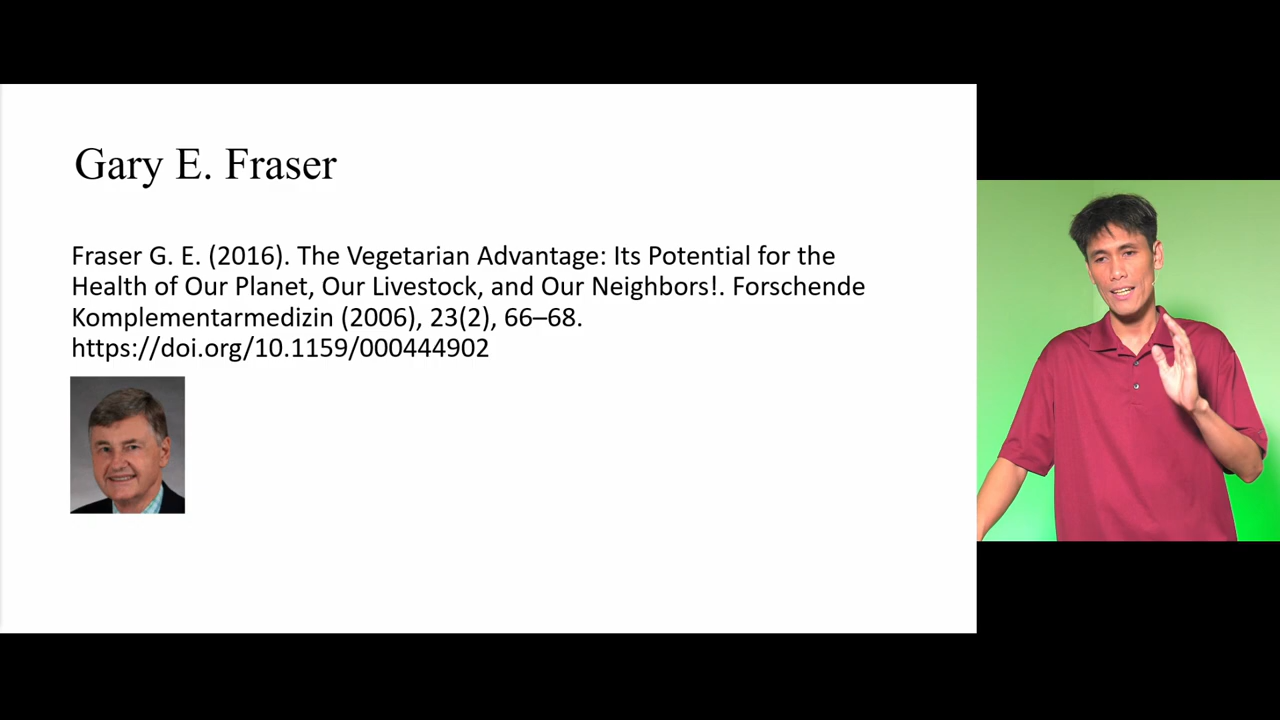 Gary E. Fraser
Fraser G. E. (2016). The Vegetarian Advantage: Its Potential for the
Health of Our Planet, Our Livestock, and Our Neighbors!. Forschende
Komplementarmedizin (2006), 23(2), 66–68.
https://doi.org/10.1159/000444902